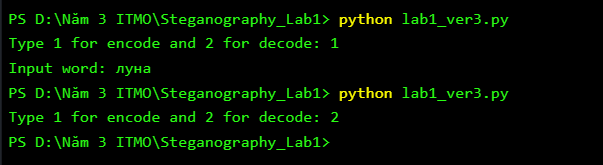 PS D:\Năm 3 ITMO\Steganography_Lab1> python lab1_ver3.py
Type 1 for encode and 2 for decode: 1
Input word: луна
PS D:\Năm 3 ITMO\Steganography_Lab1> python lab1_ver3.py
Type 1 for encode and 2 for decode: 2
PS D:\Năm 3 ITMO\Steganography_Lab1>